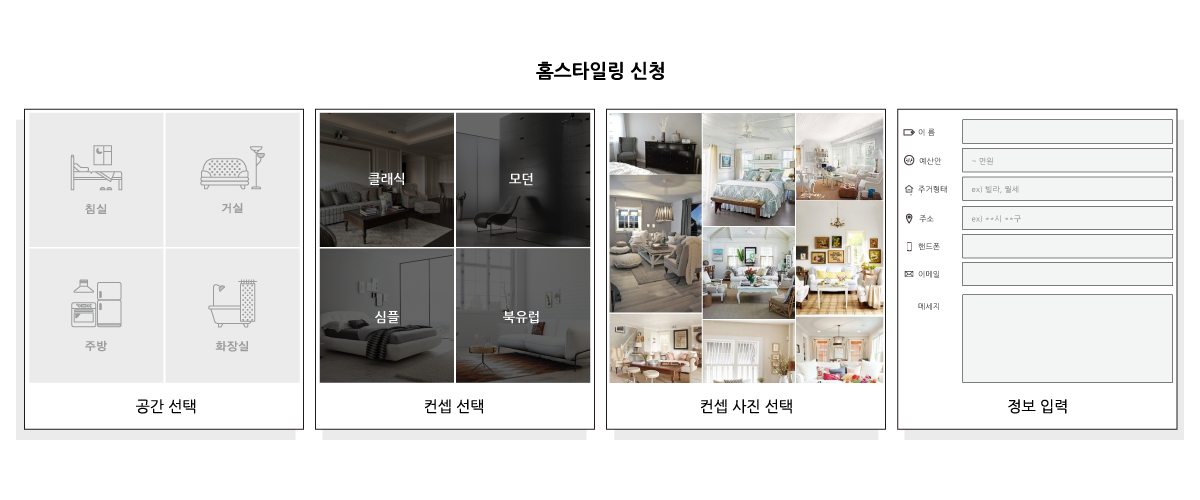 홈스타일링 신청
침실
거실
주방
화장실
공간 선택
클래식
모던
심플
북유럽
컨셉 선택
컨셉 사진 선택
이 름
예산안
~ 만원
주거형태
ex) 빌라, 월세
주소
ex) **시 **구
핸드폰
이메일
메세지
정보 입력